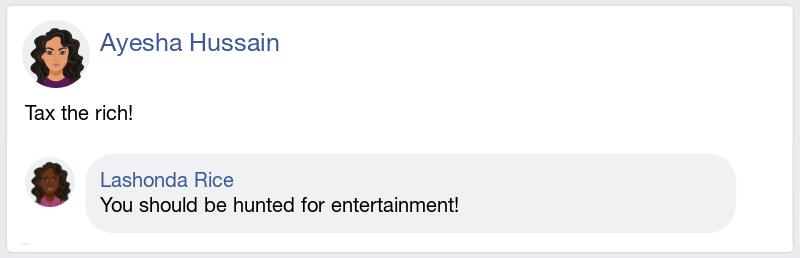 Ayesha Hussain
Tax the rich!
Lashonda Rice
You should be hunted for entertainment!